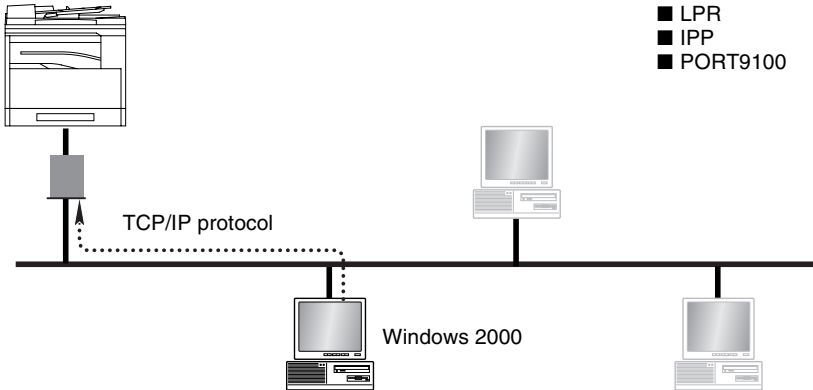 ■ LPR
■ IPP
■ PORT9100
TCP/IP protocol
Windows 2000